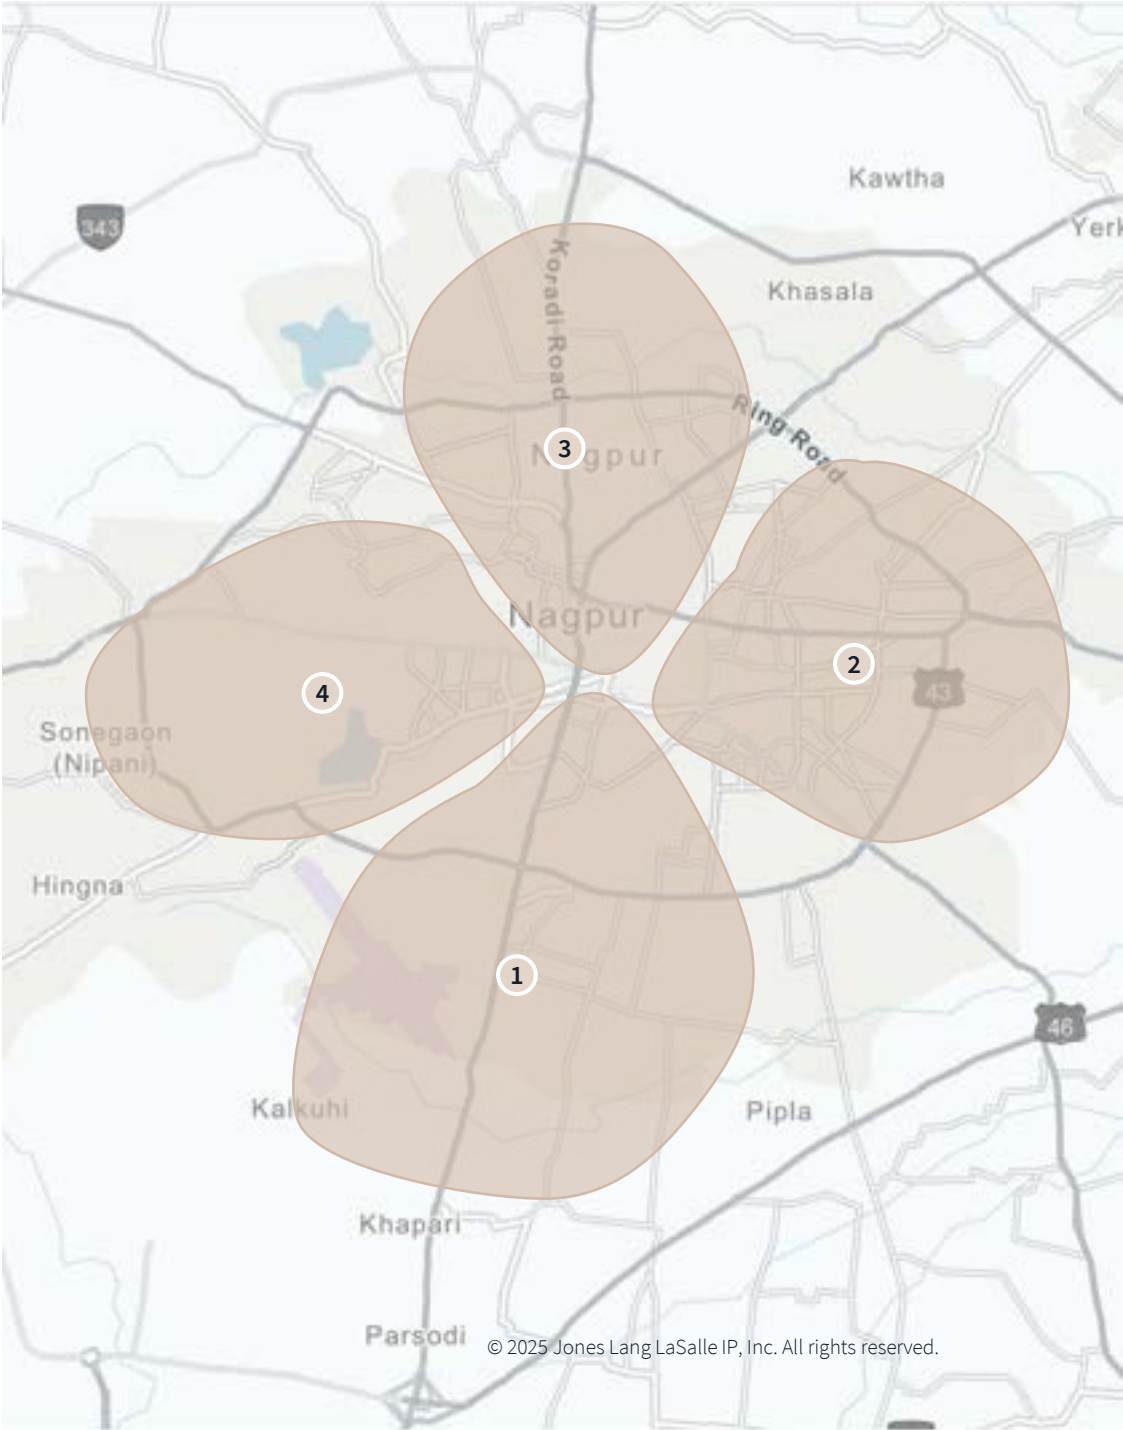 Kawtha
343
Koradi Road
Khasala
Ring Road
3
Nagpur
Nagpur
2
4
43
Sonegaon
(Nipani)
Hingna
1
46
Kalkuhi
Pipla
Khapari
Parsodi
© 2025 Jones Lang LaSalle IP, Inc. All rights reserved.